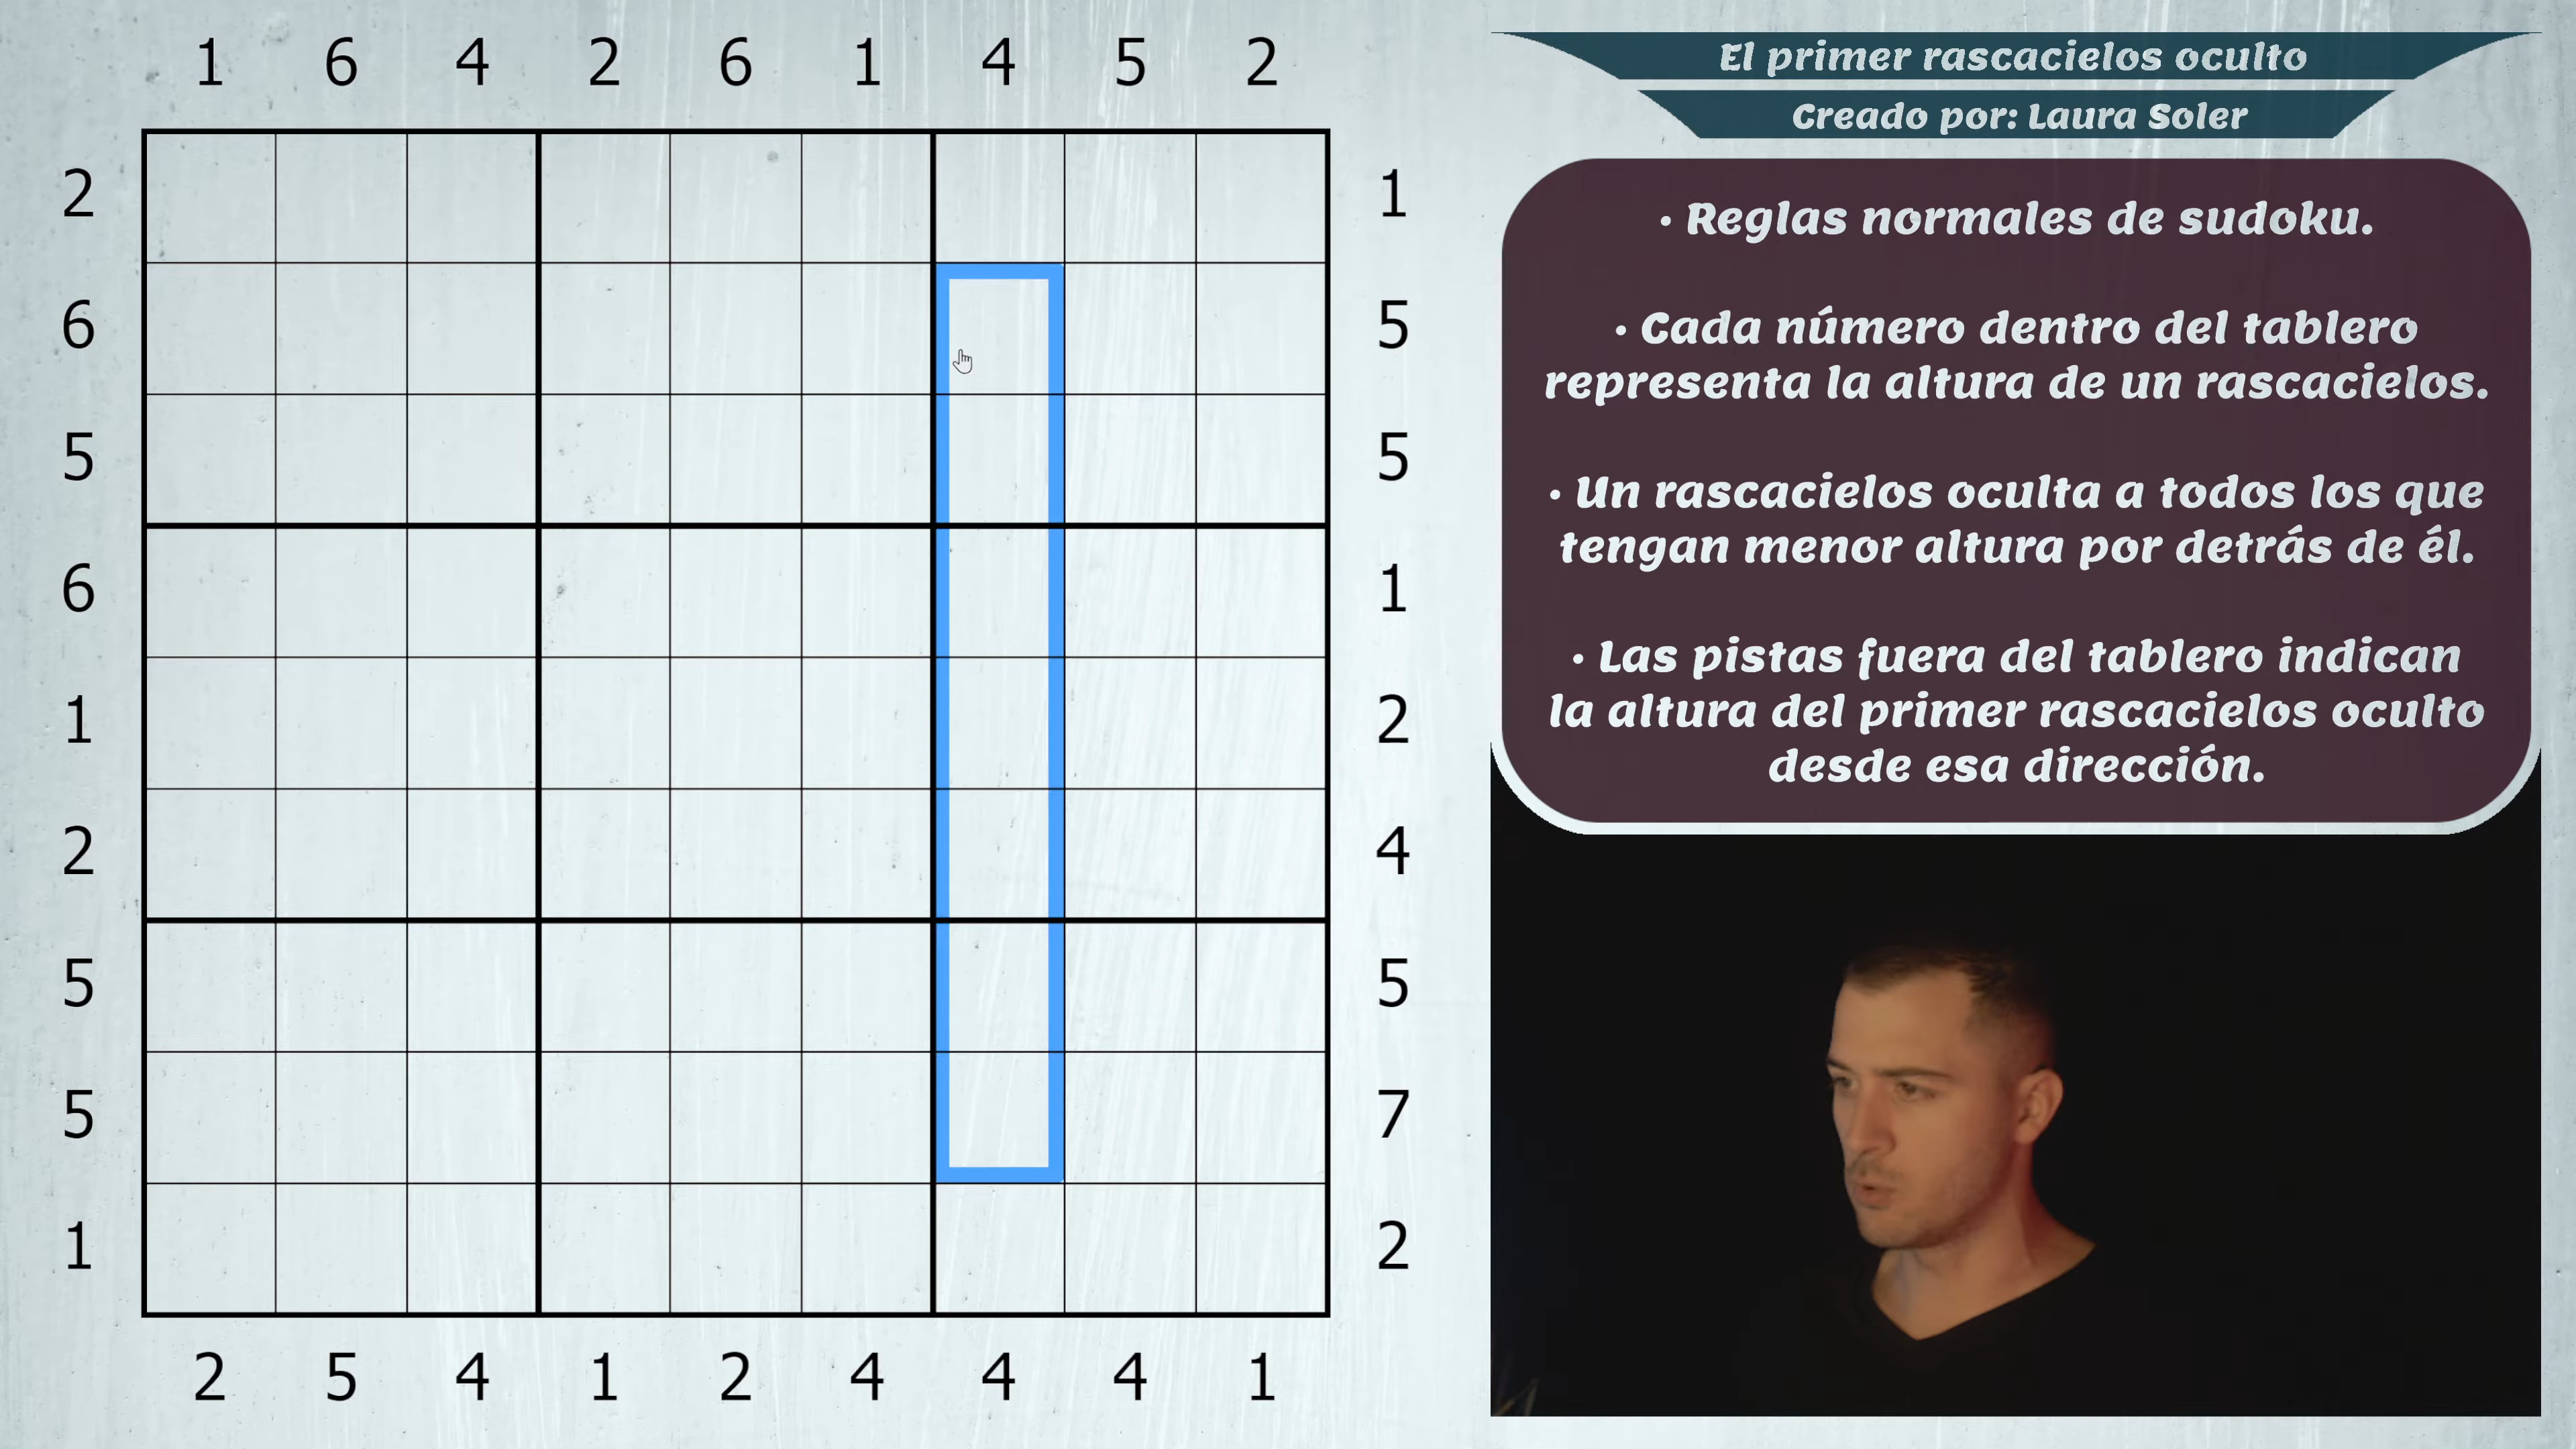 1 6 4 2 6 1 4 5 2
2 1
6 5
5 5
6 1
1 2
2 4
5 5
5 7
1 2
2 5 4 1 2 4 4 4 1
El primer rascacielos oculto
Creado por: Laura Soler
• Reglas normales de sudoku.
• Cada número dentro del tablero
representa la altura de un rascacielos.
• Un rascacielos oculta a todos los que
tengan menor altura por detrás de él.
• Las pistas fuera del tablero indican
la altura del primer rascacielos oculto
desde esa dirección.